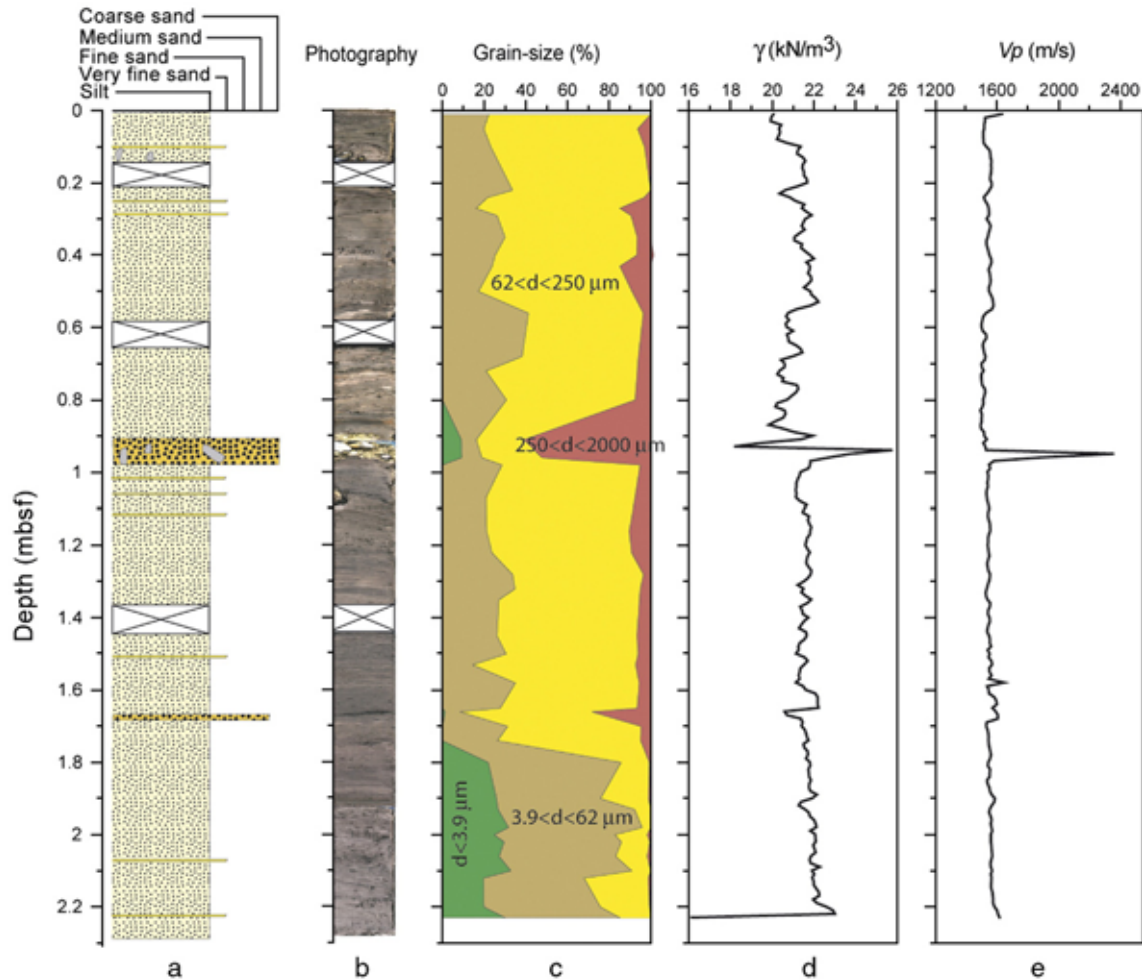 Coarse sand
Medium sand
Fine sand
Very fine sand
Silt
Photography
Grain-size (%)
γ (kN/m³)
Vp (m/s)
0 20 40 60 80 100
16 18 20 22 24 26
1200 1600 2000 2400
Depth (mbsf)
0
0.2
0.4
0.6
0.8
1
1.2
1.4
1.6
1.8
2
2.2
62<d<250 μm
250<d<2000 μm
d<3.9 μm
3.9<d<62 μm
a b c d e